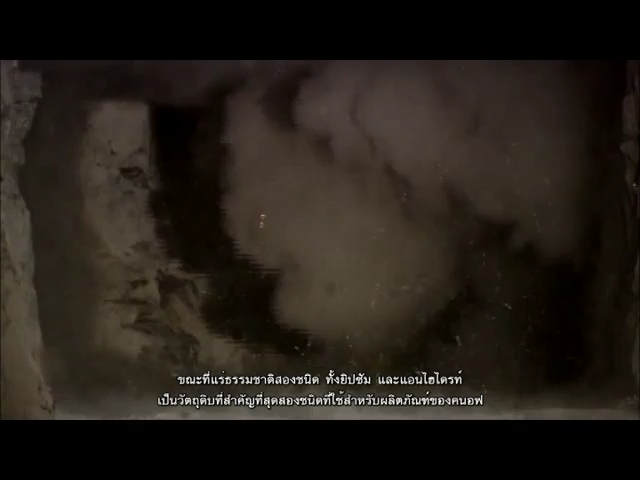 ขณะที่แร่ธรรมชาติสองชนิด ทั้งยิปซัม และแอนไฮไดรท์
เป็นวัตถุดิบที่สำคัญที่สุดสองชนิดที่ใช้สำหรับผลิตภัณฑ์ของคนอฟ